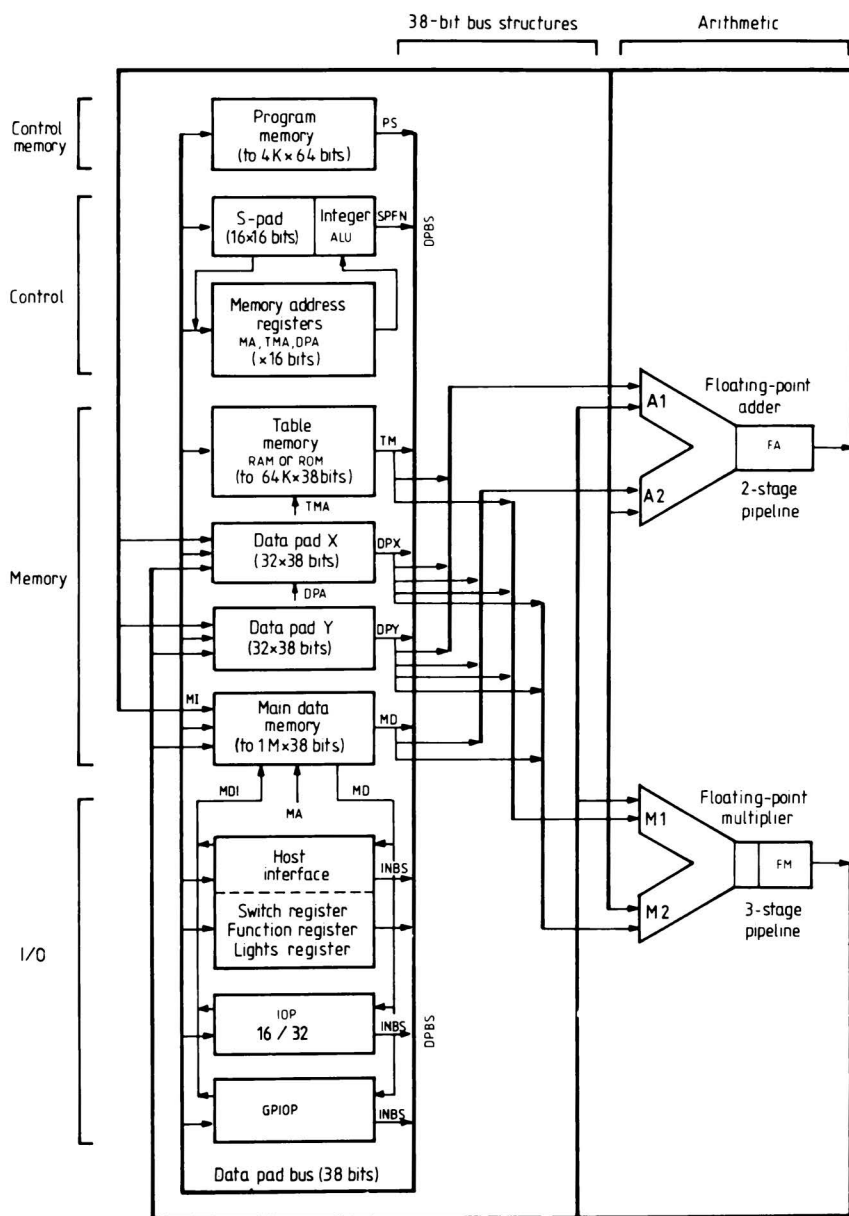 38-bit bus structures
Arithmetic
Control
memory
Program
memory
(to 4K×64 bits)
PS
Control
S-pad
(16×16 bits)
Integer
ALU
SPFN
DPBS
Memory address
registers
MA, TMA, DPA
(×16 bits)
Memory
Table
memory
RAM or ROM
(to 64K×38bits)
TM
TMA
Data pad X
(32×38 bits)
DPX
DPA
Data pad Y
(32×38 bits)
DPY
MI
Main data
memory
(to 1M×38 bits)
MD
MDI
MA
MD
A1
A2
Floating-point
adder
FA
2-stage
pipeline
I/O
Host
interface
INBS
Switch register
Function register
Lights register
IOP
16 / 32
INBS
DPBS
GPIOP
INBS
Data pad bus (38 bits)
M1
M2
Floating-point
multiplier
FM
3-stage
pipeline